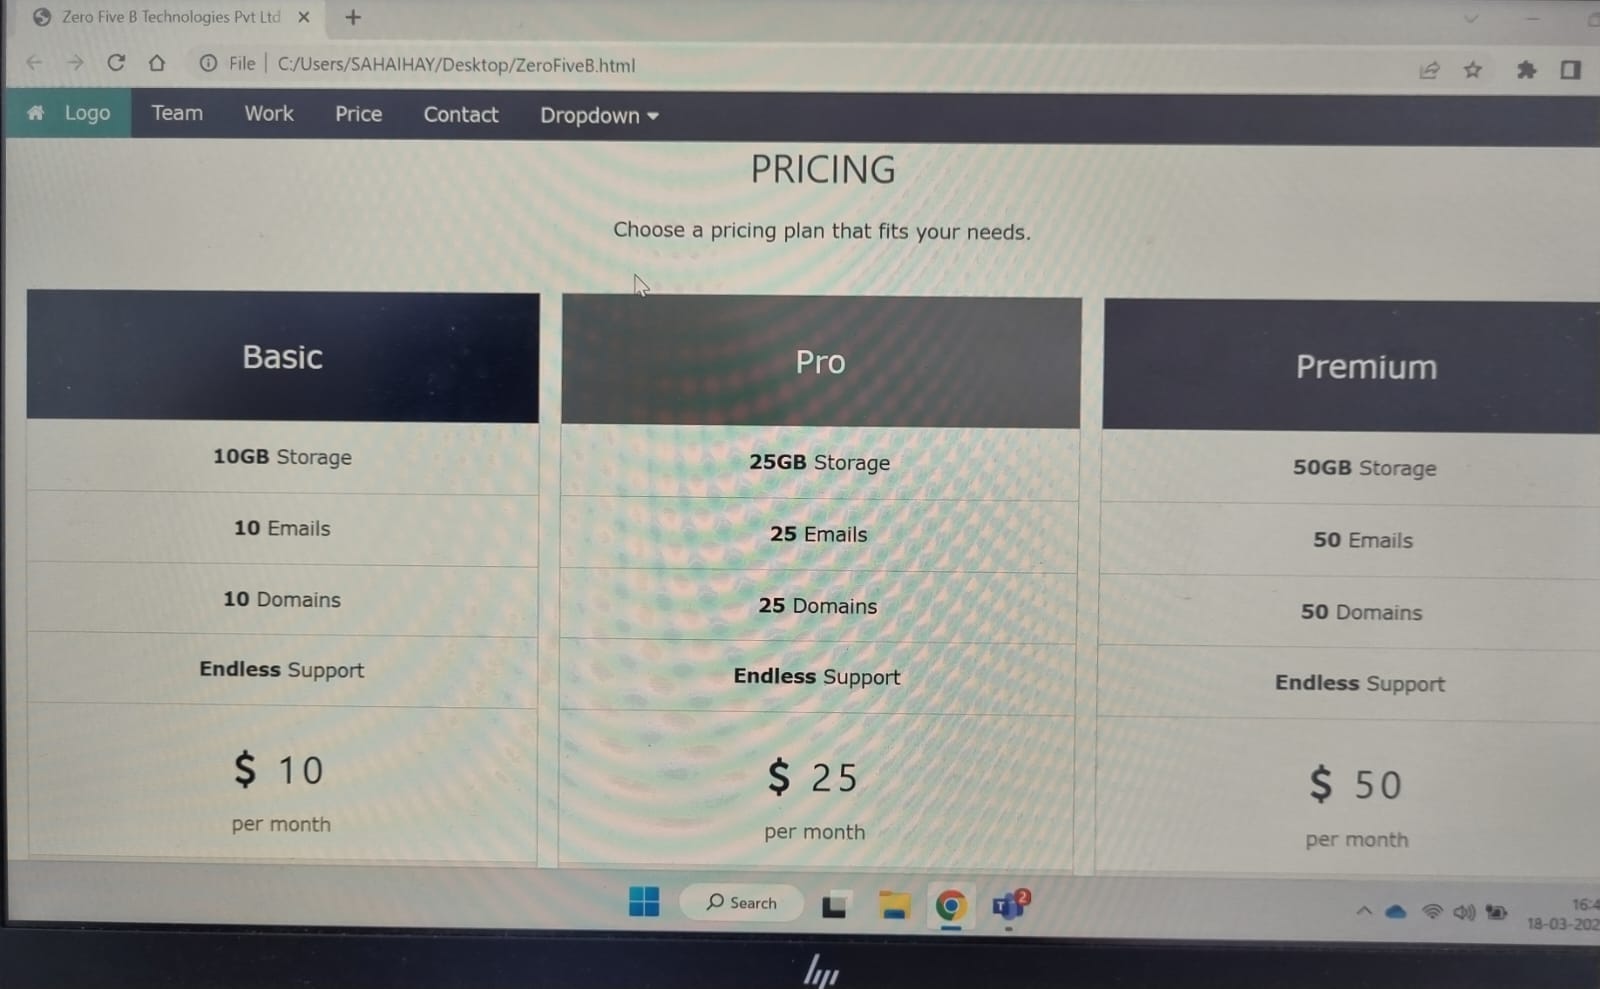 Zero Five B Technologies Pvt Ltd
File | C:/Users/SAHAIHAY/Desktop/ZeroFiveB.html
Logo Team Work Price Contact Dropdown
PRICING
Choose a pricing plan that fits your needs.
Basic
10GB Storage
10 Emails
10 Domains
Endless Support
$ 10
per month
Pro
25GB Storage
25 Emails
25 Domains
Endless Support
$ 25
per month
Premium
50GB Storage
50 Emails
50 Domains
Endless Support
$ 50
per month
Search
T
2
16:4
18-03-202
hp